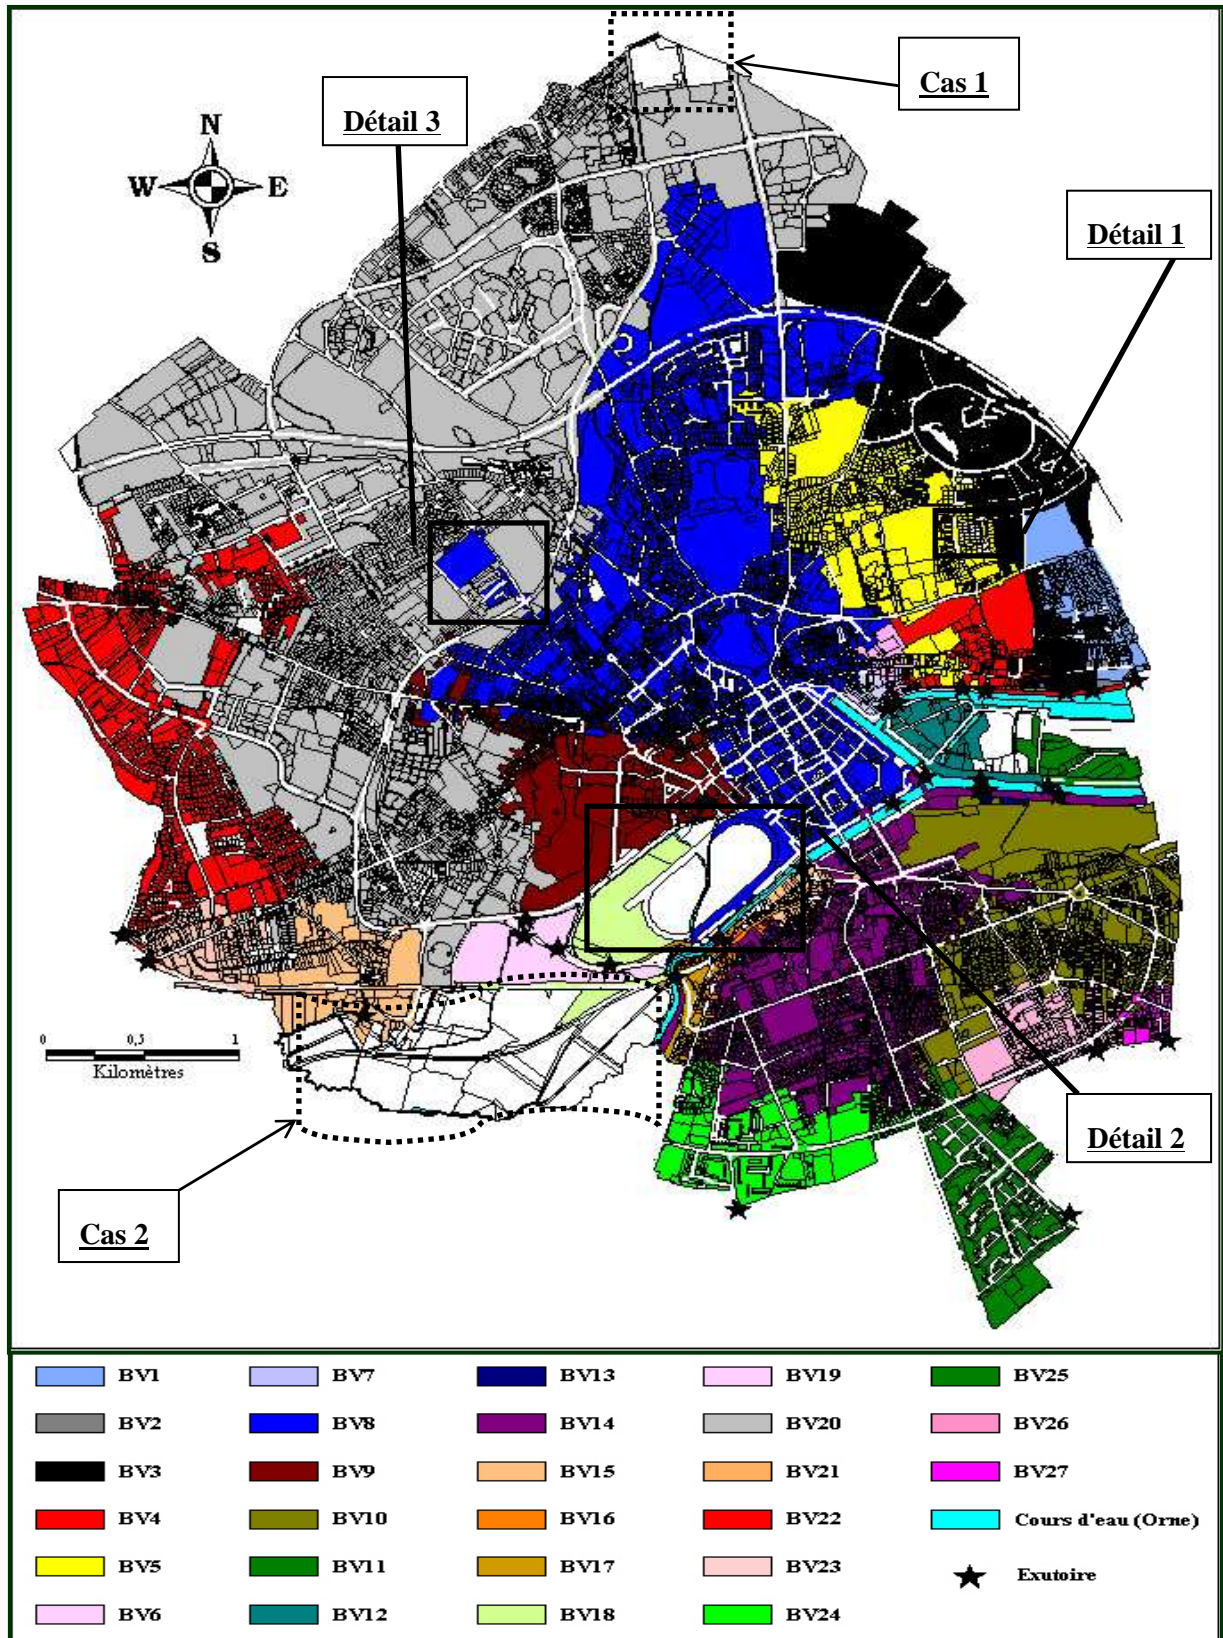 Cas 1
Détail 3
N
W E
S
Détail 1
0 0,5 1
Kilomètres
Détail 2
Cas 2
BV1 BV7 BV13 BV19 BV25
BV2 BV8 BV14 BV20 BV26
BV3 BV9 BV15 BV21 BV27
BV4 BV10 BV16 BV22 Cours d'eau (Orne)
BV5 BV11 BV17 BV23 Exutoire
BV6 BV12 BV18 BV24